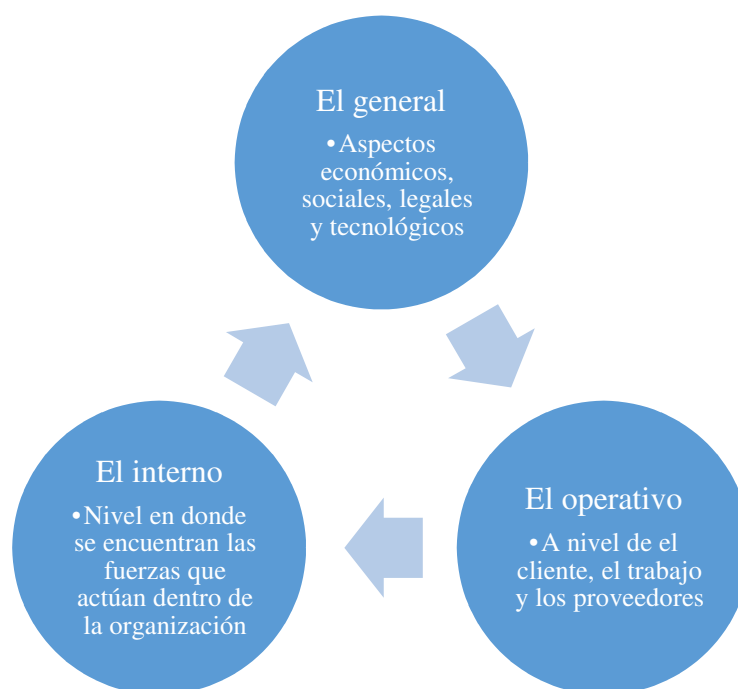 El general
•Aspectos
económicos,
sociales, legales
y tecnológicos
El operativo
•A nivel de el
cliente, el trabajo
y los proveedores
El interno
•Nivel en donde
se encuentran las
fuerzas que
actúan dentro de
la organización